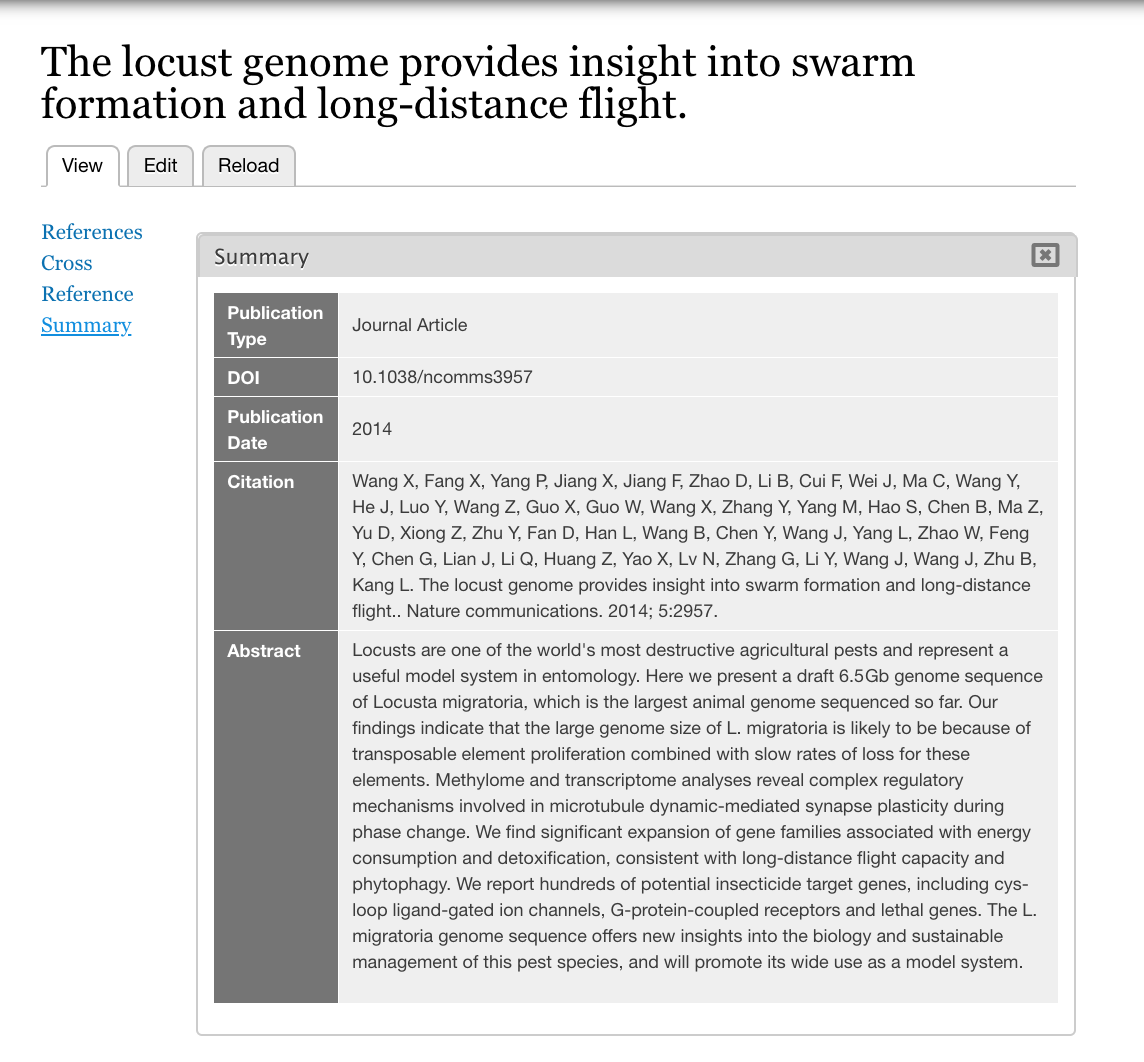 The locust genome provides insight into swarm
formation and long-distance flight.
View
Edit
Reload
References
Cross
Reference
Summary
Summary
Publication
Type
Journal Article
DOI
10.1038/ncomms3957
Publication
Date
2014
Citation
Wang X, Fang X, Yang P, Jiang X, Jiang F, Zhao D, Li B, Cui F, Wei J, Ma C, Wang Y,
He J, Luo Y, Wang Z, Guo X, Guo W, Wang X, Zhang Y, Yang M, Hao S, Chen B, Ma Z,
Yu D, Xiong Z, Zhu Y, Fan D, Han L, Wang B, Chen Y, Wang J, Yang L, Zhao W, Feng
Y, Chen G, Lian J, Li Q, Huang Z, Yao X, Lv N, Zhang G, Li Y, Wang J, Wang J, Zhu B,
Kang L. The locust genome provides insight into swarm formation and long-distance
flight.. Nature communications. 2014; 5:2957.
Abstract
Locusts are one of the world's most destructive agricultural pests and represent a
useful model system in entomology. Here we present a draft 6.5Gb genome sequence
of Locusta migratoria, which is the largest animal genome sequenced so far. Our
findings indicate that the large genome size of L. migratoria is likely to be because of
transposable element proliferation combined with slow rates of loss for these
elements. Methylome and transcriptome analyses reveal complex regulatory
mechanisms involved in microtubule dynamic-mediated synapse plasticity during
phase change. We find significant expansion of gene families associated with energy
consumption and detoxification, consistent with long-distance flight capacity and
phytophagy. We report hundreds of potential insecticide target genes, including cys-
loop ligand-gated ion channels, G-protein-coupled receptors and lethal genes. The L.
migratoria genome sequence offers new insights into the biology and sustainable
management of this pest species, and will promote its wide use as a model system.